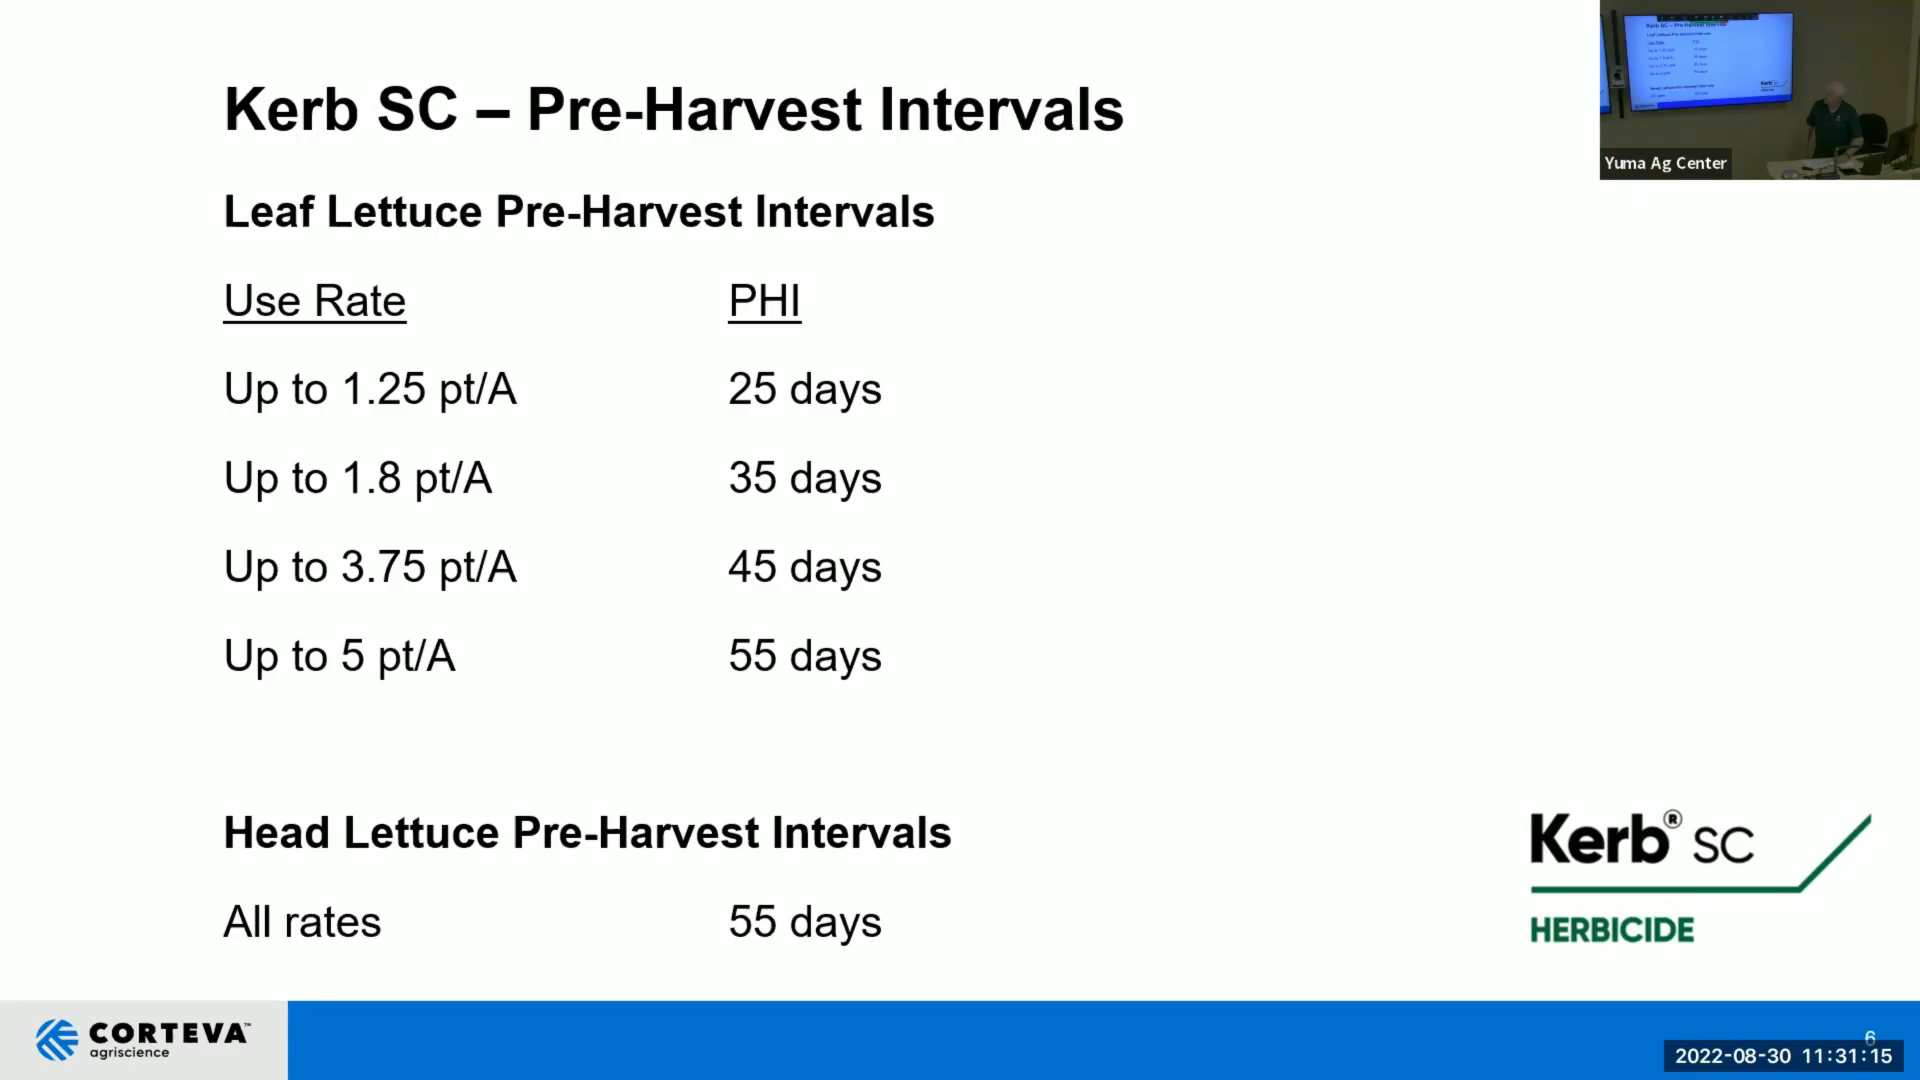 Kerb SC – Pre-Harvest Intervals
Leaf Lettuce Pre-Harvest Intervals
Use Rate PHI
Up to 1.25 pt/A 25 days
Up to 1.8 pt/A 35 days
Up to 3.75 pt/A 45 days
Up to 5 pt/A 55 days
Head Lettuce Pre-Harvest Intervals
All rates 55 days
Kerb® SC
HERBICIDE
CORTEVA™
agriscience
6
2022-08-30 11:31:15
Yuma Ag Center